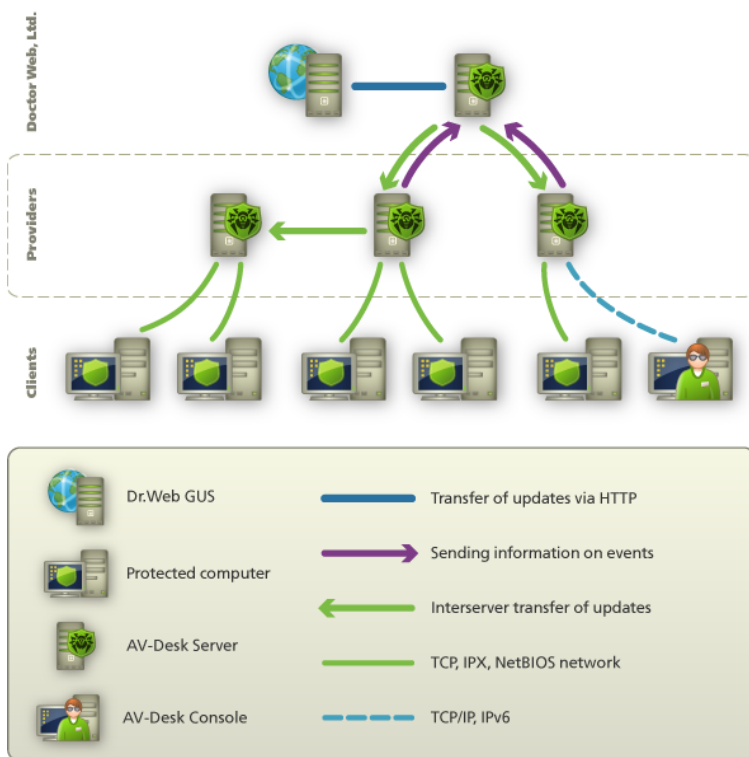 Doctor Web, Ltd.
Providers
Clients
Dr.Web GUS
Transfer of updates via HTTP
Sending information on events
Protected computer
Interserver transfer of updates
AV-Desk Server
TCP, IPX, NetBIOS network
AV-Desk Console
TCP/IP, IPv6